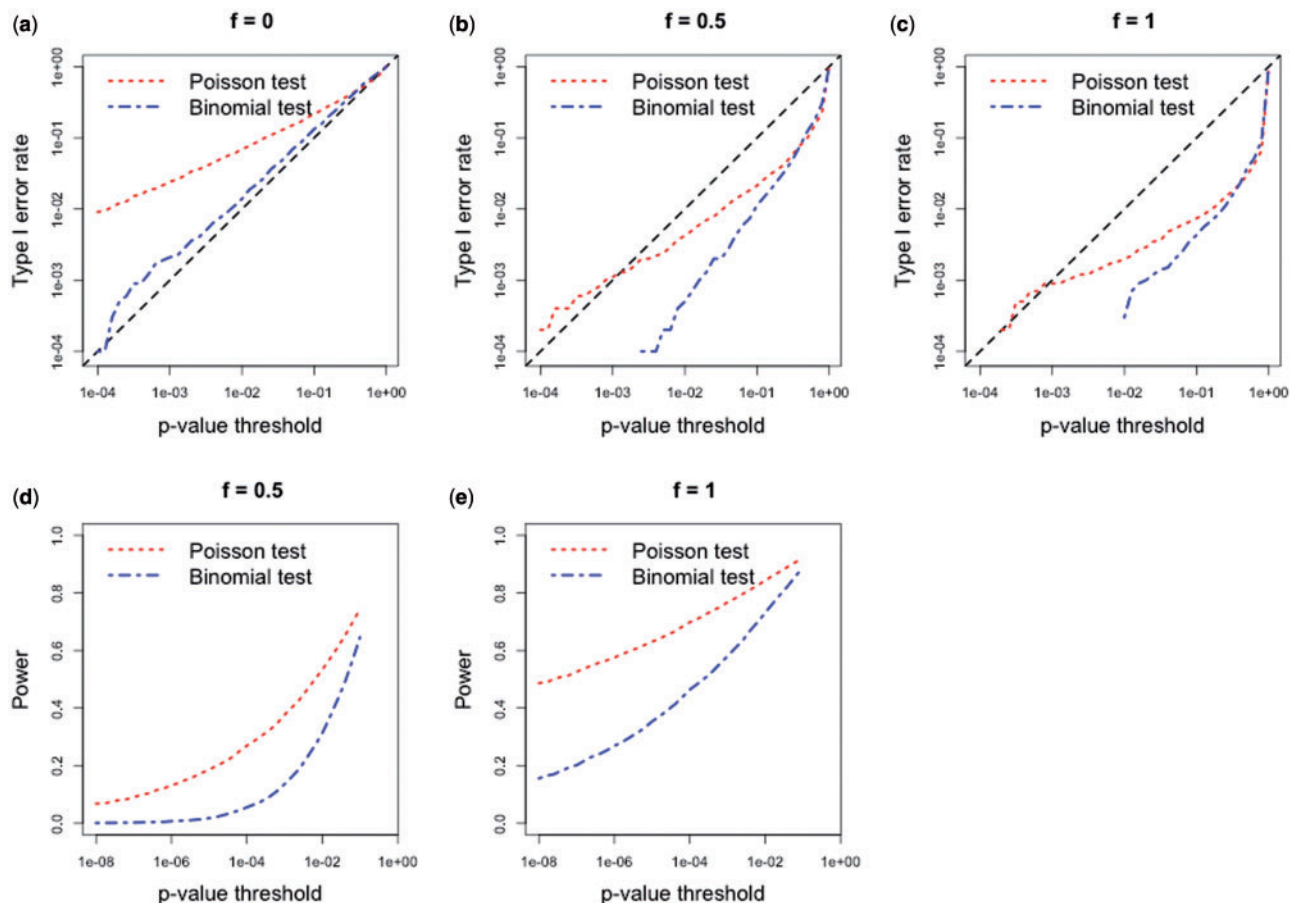 (a)
f = 0
Poisson test
Binomial test
Type I error rate
1e+00
1e-01
1e-02
1e-03
1e-04
1e-04 1e-03 1e-02 1e-01 1e+00
p-value threshold
(b)
f = 0.5
Poisson test
Binomial test
Type I error rate
1e+00
1e-01
1e-02
1e-03
1e-04
1e-04 1e-03 1e-02 1e-01 1e+00
p-value threshold
(c)
f = 1
Poisson test
Binomial test
Type I error rate
1e+00
1e-01
1e-02
1e-03
1e-04
1e-04 1e-03 1e-02 1e-01 1e+00
p-value threshold
(d)
f = 0.5
Poisson test
Binomial test
Power
1.0
0.8
0.6
0.4
0.2
0.0
1e-08 1e-06 1e-04 1e-02 1e+00
p-value threshold
(e)
f = 1
Poisson test
Binomial test
Power
1.0
0.8
0.6
0.4
0.2
0.0
1e-08 1e-06 1e-04 1e-02 1e+00
p-value threshold